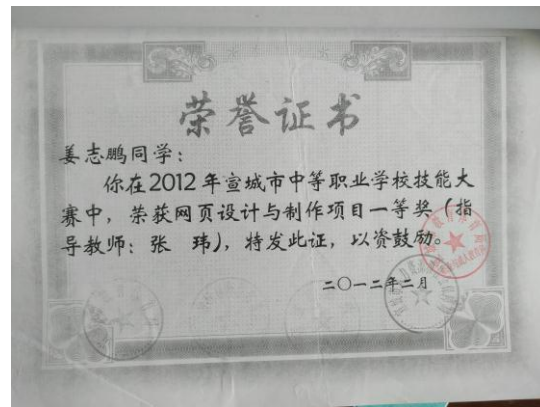 荣誉证书
姜志鹏同学：
你在2012年宣城市中等职业学校技能大
赛中，荣获网页设计与制作项目一等奖（指
导教师：张　玮），特发此证，以资鼓励。
二〇一二年二月